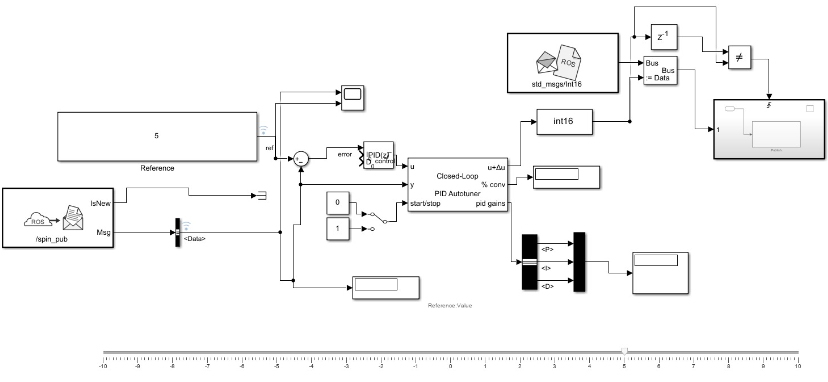 z⁻¹
≠
ROS
std_msgs/Int16
Bus
:= Data
Bus
1
int16
5
Reference
ref
+
−
error
PID(z)
control
u
y
start/stop
Closed-Loop
PID Autotuner
u+Δu
% conv
pid gains
ROS
/spin_pub
IsNew
Msg
<Data>
0
1
<P>
<I>
<D>
Reference:Value
-10 -9 -8 -7 -6 -5 -4 -3 -2 -1 0 1 2 3 4 5 6 7 8 9 10